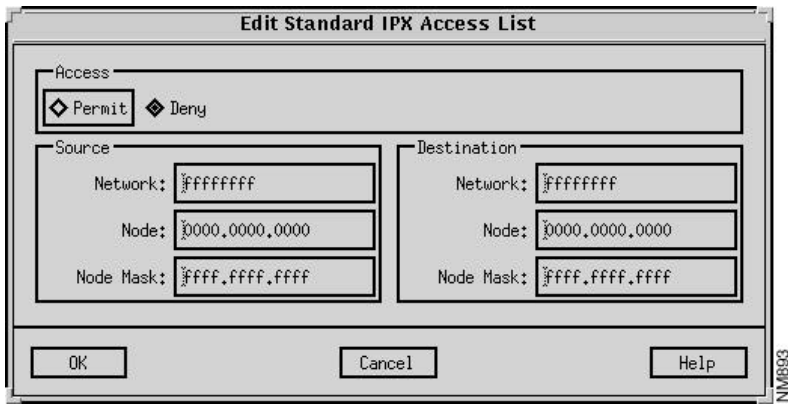 Edit Standard IPX Access List
Access
Permit Deny
Source
Network: ffffffff
Node: 0000.0000.0000
Node Mask: ffff.ffff.ffff
Destination
Network: ffffffff
Node: 0000.0000.0000
Node Mask: ffff.ffff.ffff
OK Cancel Help
NM893